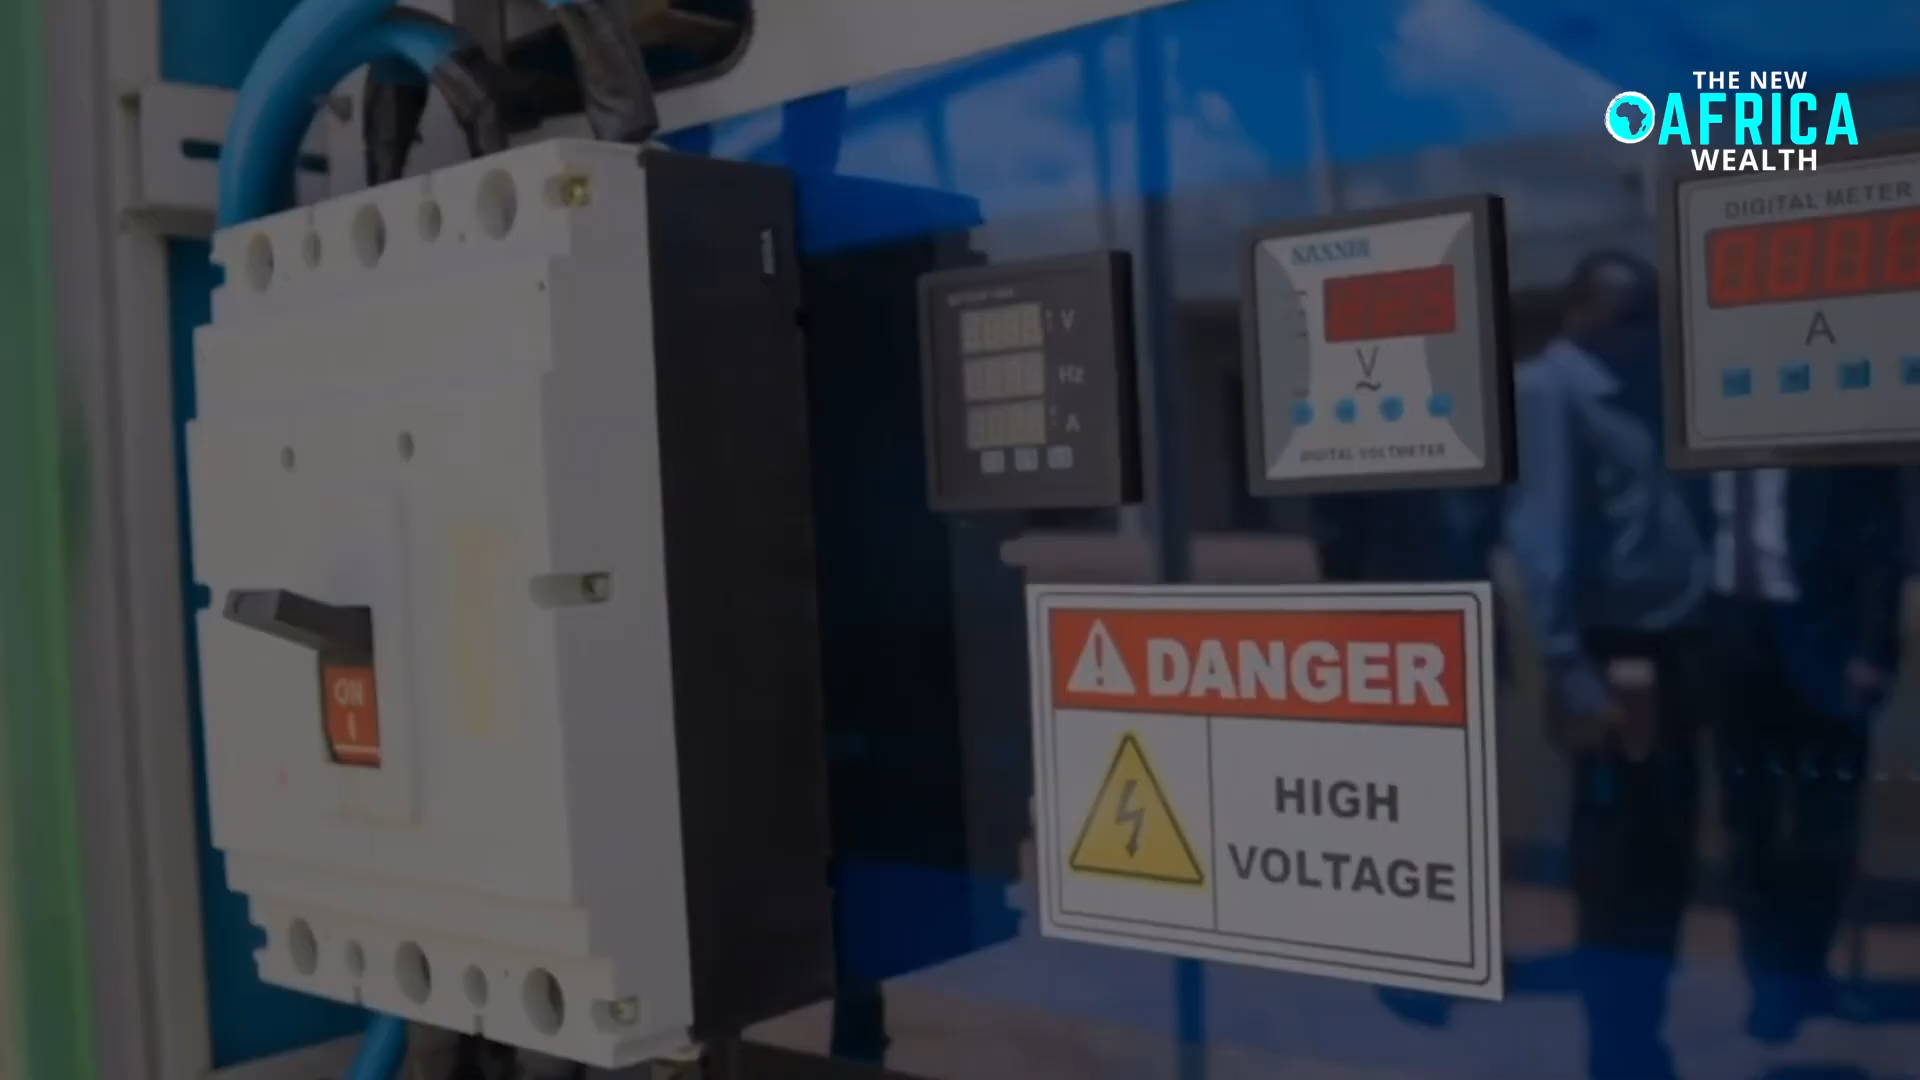 THE NEW
AFRICA
WEALTH
DIGITAL METER
V
Hz
A
V
A
DIGITAL VOLTMETER
ON
I
DANGER
HIGH
VOLTAGE